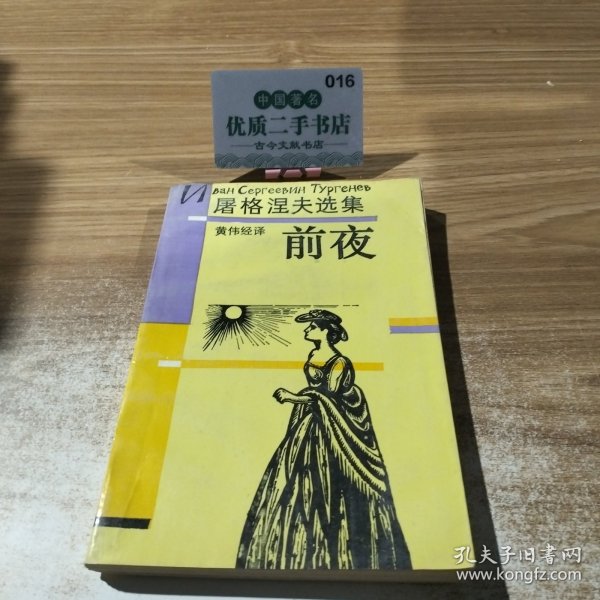 016
中国著名
优质二手书店
古今文献书店
Иван Сергеевин Тургенев
屠格涅夫选集
黄伟经译
前夜
孔夫子旧书网
www.kongfz.com